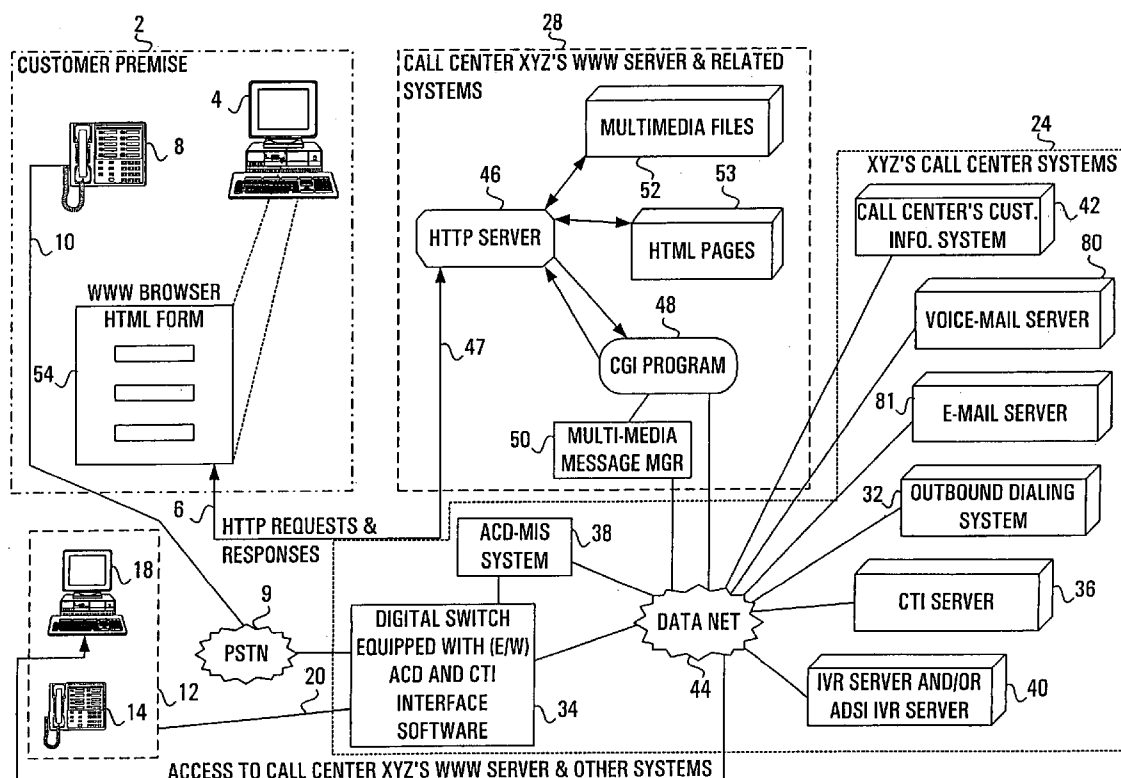 2
CUSTOMER PREMISE
4
8
10
WWW BROWSER
HTML FORM
54
6
HTTP REQUESTS &
RESPONSES
47
28
CALL CENTER XYZ'S WWW SERVER & RELATED
SYSTEMS
MULTIMEDIA FILES
52
46
HTTP SERVER
53
HTML PAGES
48
CGI PROGRAM
50
MULTI-MEDIA
MESSAGE MGR
24
XYZ'S CALL CENTER SYSTEMS
CALL CENTER'S CUST.
INFO. SYSTEM
42
80
VOICE-MAIL SERVER
81
E-MAIL SERVER
32
OUTBOUND DIALING
SYSTEM
CTI SERVER
36
IVR SERVER AND/OR
ADSI IVR SERVER
40
ACD-MIS
SYSTEM
38
DATA NET
44
DIGITAL SWITCH
EQUIPPED WITH (E/W)
ACD AND CTI
INTERFACE
SOFTWARE
34
9
PSTN
18
12
14
20
ACCESS TO CALL CENTER XYZ'S WWW SERVER & OTHER SYSTEMS